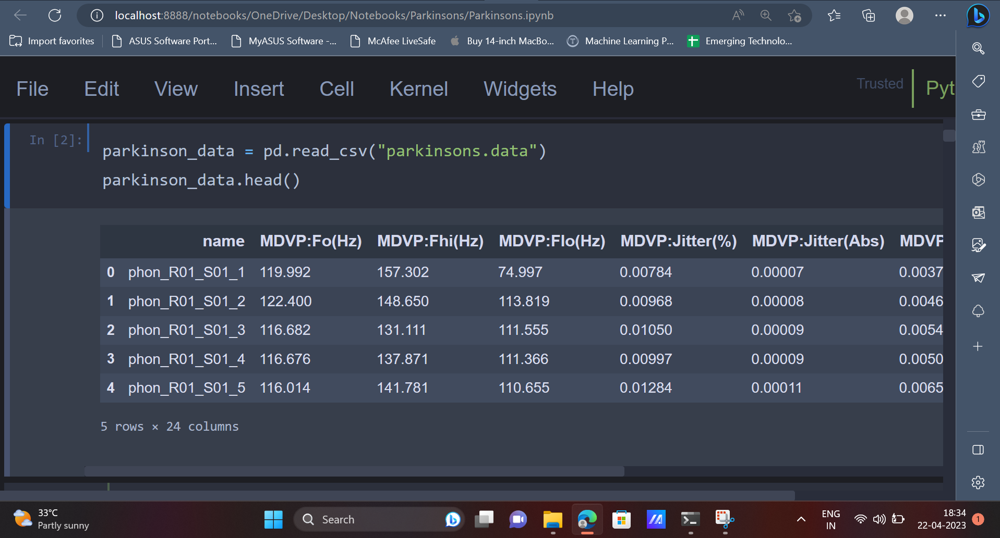 localhost:8888/notebooks/OneDrive/Desktop/Notebooks/Parkinsons/Parkinsons.ipynb
Import favorites ASUS Software Port... MyASUS Software -... McAfee LiveSafe Buy 14-inch MacBo... Machine Learning P... Emerging Technolo...
File Edit View Insert Cell Kernel Widgets Help Trusted Pyt
In [2]: parkinson_data = pd.read_csv("parkinsons.data")
parkinson_data.head()
name MDVP:Fo(Hz) MDVP:Fhi(Hz) MDVP:Flo(Hz) MDVP:Jitter(%) MDVP:Jitter(Abs) MDVP
0 phon_R01_S01_1 119.992 157.302 74.997 0.00784 0.00007 0.0037
1 phon_R01_S01_2 122.400 148.650 113.819 0.00968 0.00008 0.0046
2 phon_R01_S01_3 116.682 131.111 111.555 0.01050 0.00009 0.0054
3 phon_R01_S01_4 116.676 137.871 111.366 0.00997 0.00009 0.0050
4 phon_R01_S01_5 116.014 141.781 110.655 0.01284 0.00011 0.0065
5 rows × 24 columns
33°C
Partly sunny
Search
ENG
IN
18:34
22-04-2023
1